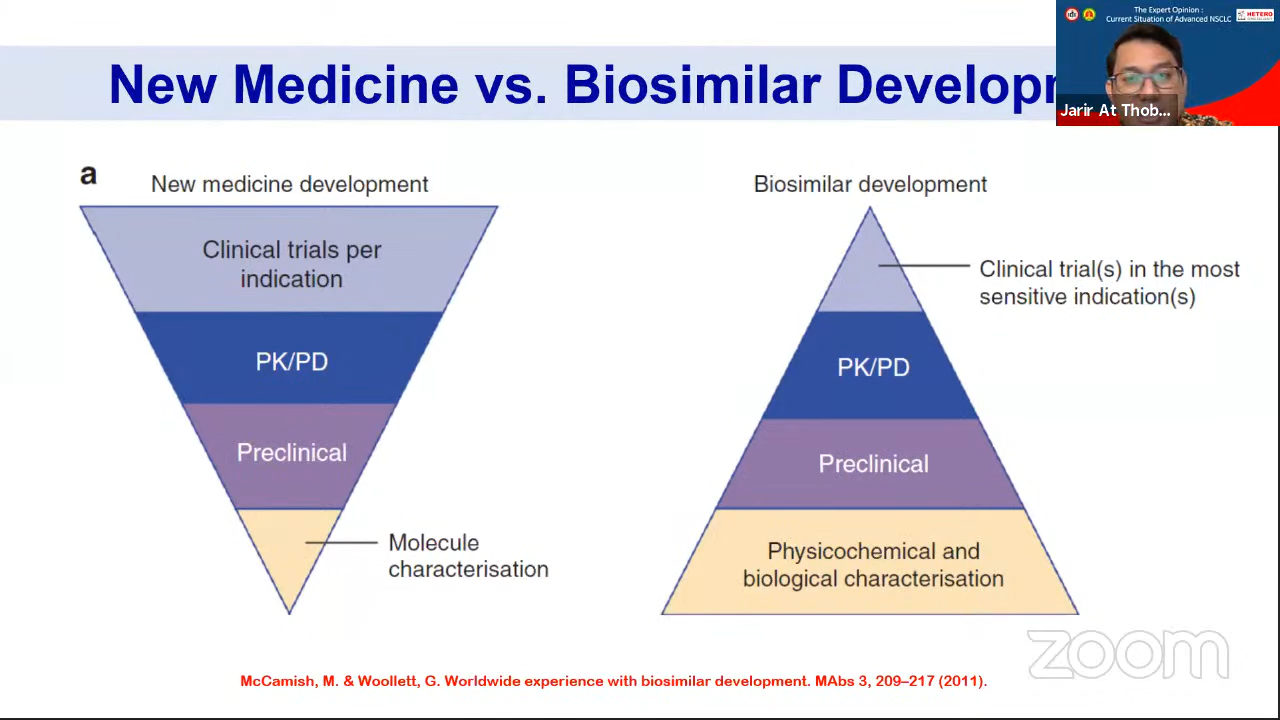 The Expert Opinion :
Current Situation of Advanced NSCLC
HETERO
New Medicine vs. Biosimilar Developm
Jarir At Thob...
a
New medicine development
Clinical trials per
indication
PK/PD
Preclinical
Molecule
characterisation
Biosimilar development
Clinical trial(s) in the most
sensitive indication(s)
PK/PD
Preclinical
Physicochemical and
biological characterisation
zoom
McCamish, M. & Woollett, G. Worldwide experience with biosimilar development. MAbs 3, 209–217 (2011).